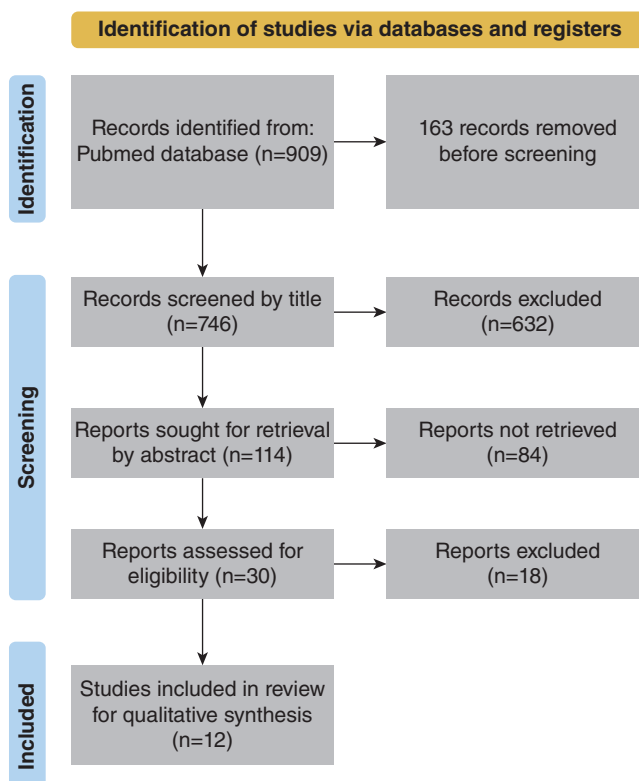 Identification of studies via databases and registers
Identification
Records identified from:
Pubmed database (n=909)
163 records removed
before screening
Screening
Records screened by title
(n=746)
Records excluded
(n=632)
Reports sought for retrieval
by abstract (n=114)
Reports not retrieved
(n=84)
Reports assessed for
eligibility (n=30)
Reports excluded
(n=18)
Included
Studies included in review
for qualitative synthesis
(n=12)